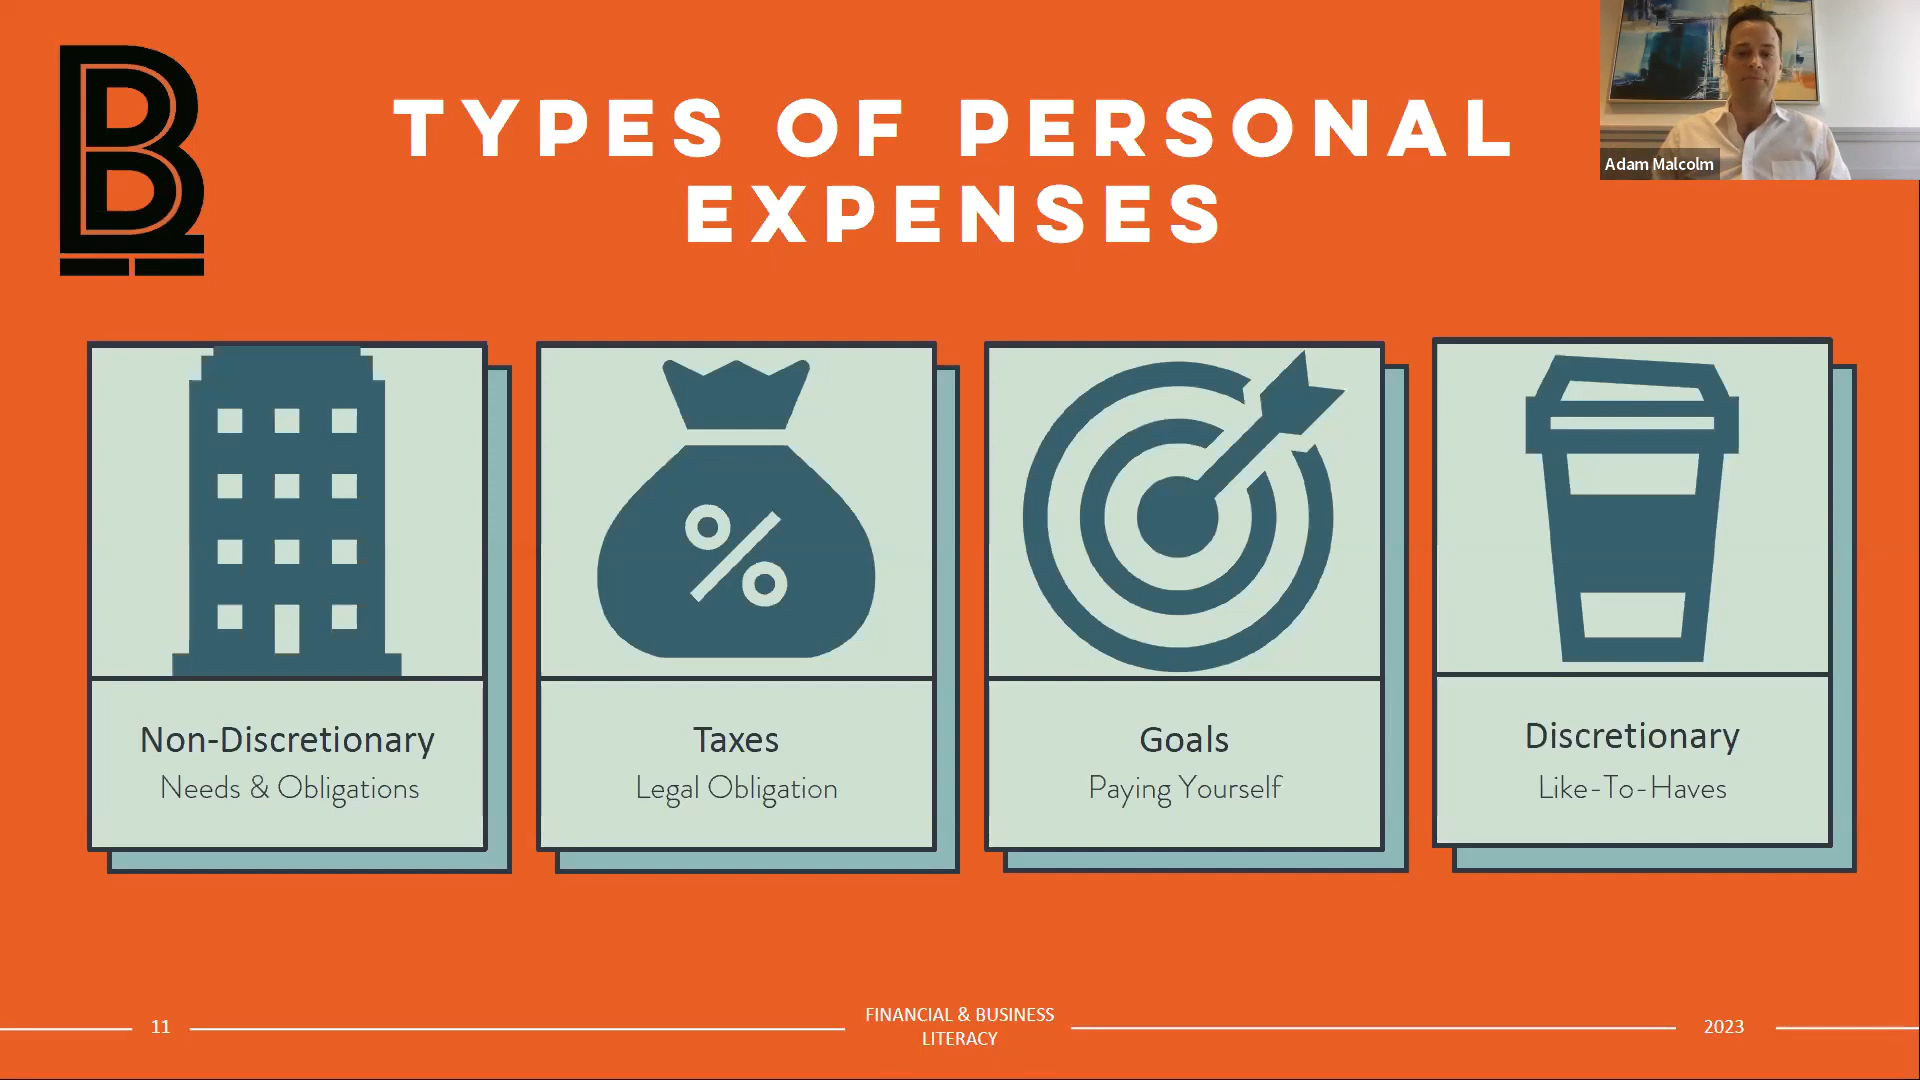 B
TYPES OF PERSONAL
EXPENSES
Adam Malcolm
%
Non-Discretionary
Needs & Obligations
Taxes
Legal Obligation
Goals
Paying Yourself
Discretionary
Like-To-Haves
11
FINANCIAL & BUSINESS
LITERACY
2023